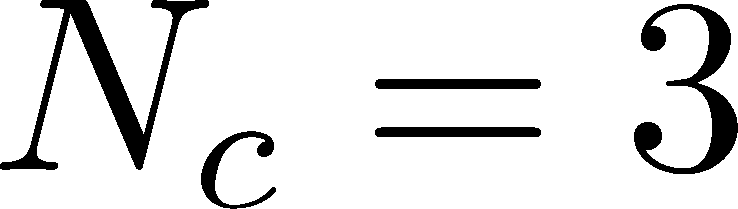 N_c = 3